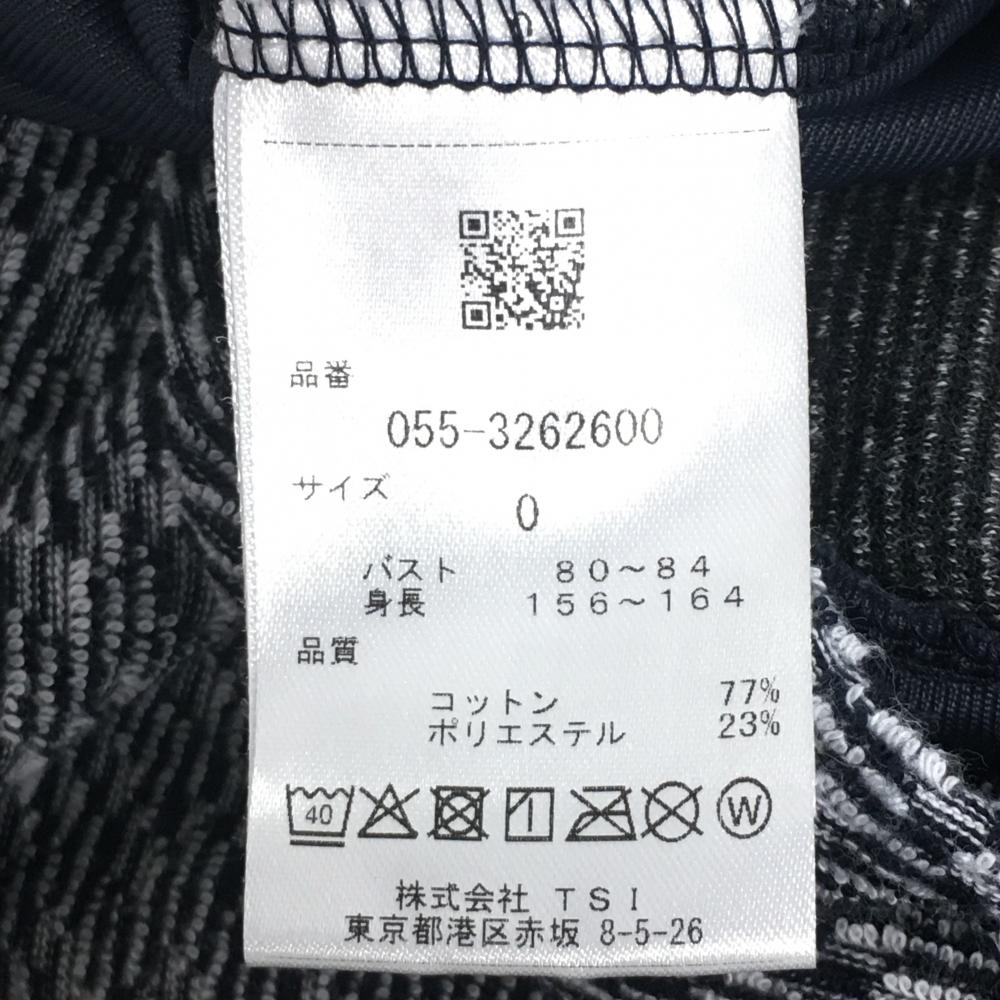 品番
055-3262600
サイズ
0
バスト 80～84
身長 156～164
品質
コットン 77%
ポリエステル 23%
40 W
株式会社 TSI
東京都港区赤坂 8-5-26